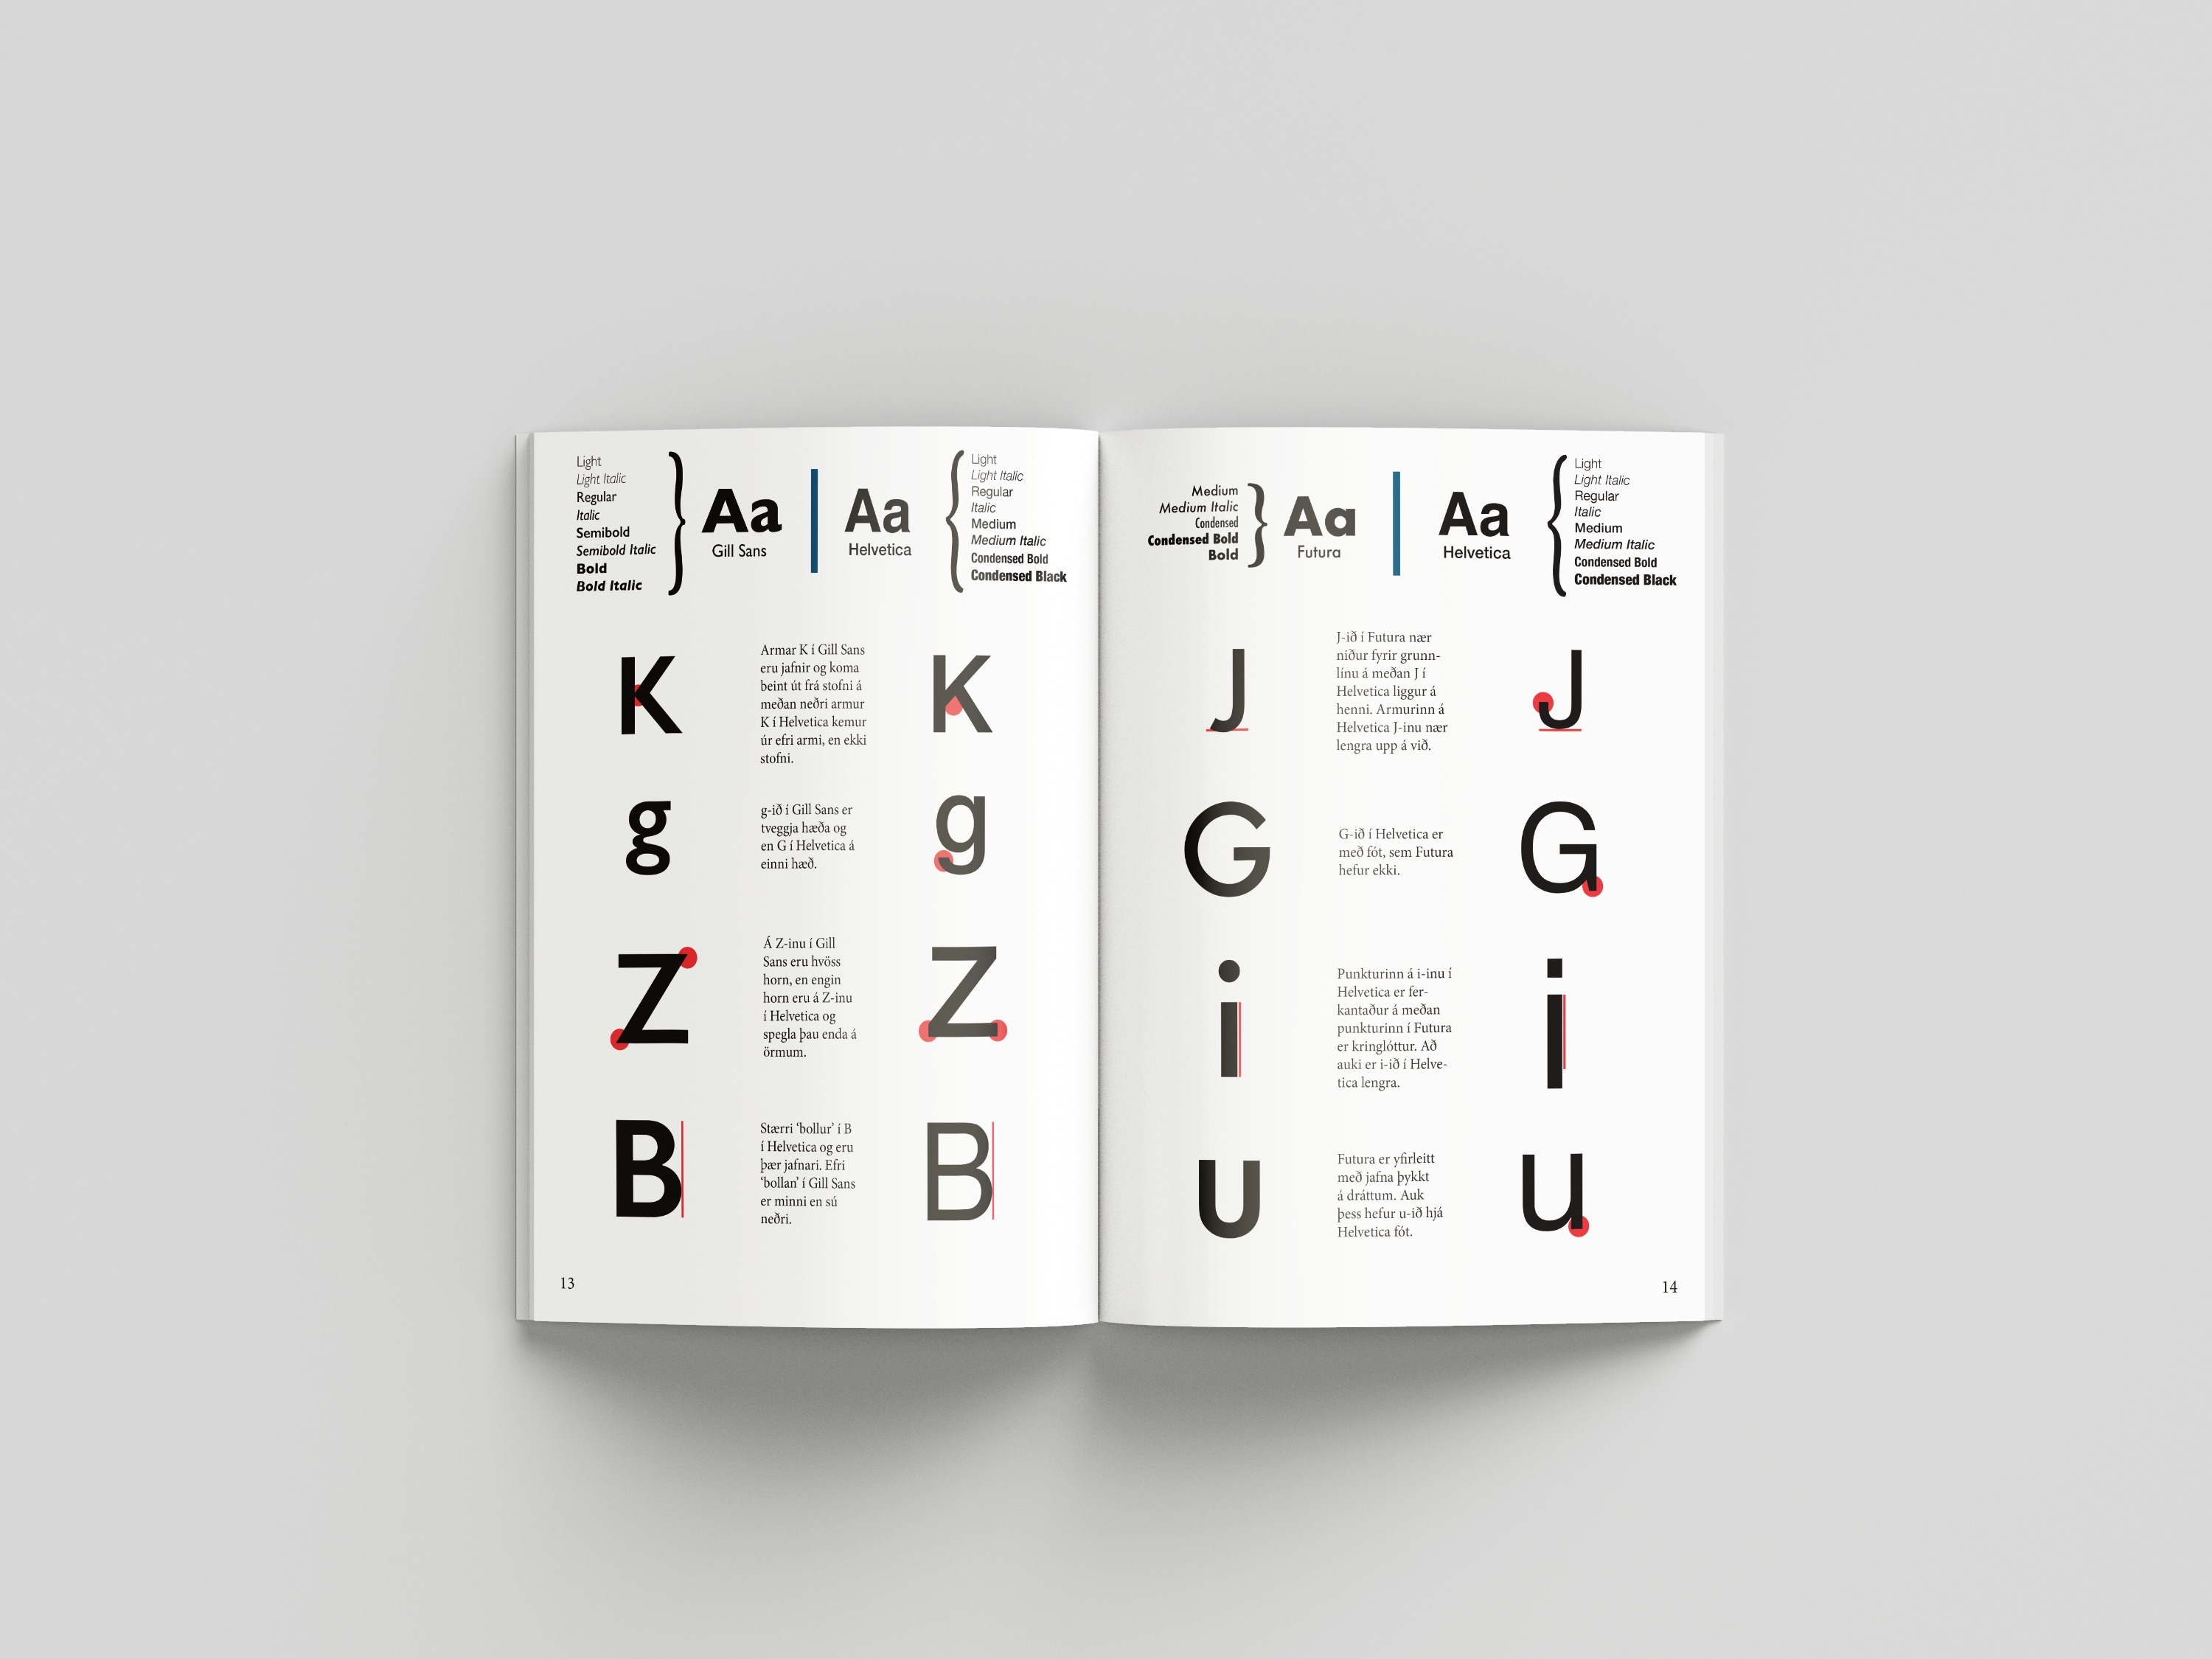 Light
Light Italic
Regular
Italic
Semibold
Semibold Italic
Bold
Bold Italic
Aa
Gill Sans
Aa
Helvetica
Light
Light Italic
Regular
Italic
Medium
Medium Italic
Condensed Bold
Condensed Black
K
Armar K í Gill Sans
eru jafnir og koma
beint út frá stofni á
meðan neðri armur
K í Helvetica kemur
úr efri armi, en ekki
stofni.
K
g
g-ið í Gill Sans er
tveggja hæða og
en G í Helvetica á
einni hæð.
g
Z
Á Z-inu í Gill
Sans eru hvöss
horn, en engin
horn eru á Z-inu
í Helvetica og
spegla þau enda á
örmum.
Z
B
Stærri ‘bollur’ í B
í Helvetica og eru
þær jafnari. Efri
‘bollan’ í Gill Sans
er minni en sú
neðri.
B
13
Medium
Medium Italic
Condensed
Condensed Bold
Bold
Aa
Futura
Aa
Helvetica
Light
Light Italic
Regular
Italic
Medium
Medium Italic
Condensed Bold
Condensed Black
J
J-ið í Futura nær
niður fyrir grunn-
línu á meðan J í
Helvetica liggur á
henni. Armurinn á
Helvetica J-inu nær
lengra upp á við.
J
G
G-ið í Helvetica er
með fót, sem Futura
hefur ekki.
G
i
Punkturinn á i-inu í
Helvetica er fer-
kantaður á meðan
punkturinn í Futura
er kringlóttur. Að
auki er i-ið í Helve-
tica lengra.
i
u
Futura er yfirleitt
með jafna þykkt
á dráttum. Auk
þess hefur u-ið hjá
Helvetica fót.
u
14